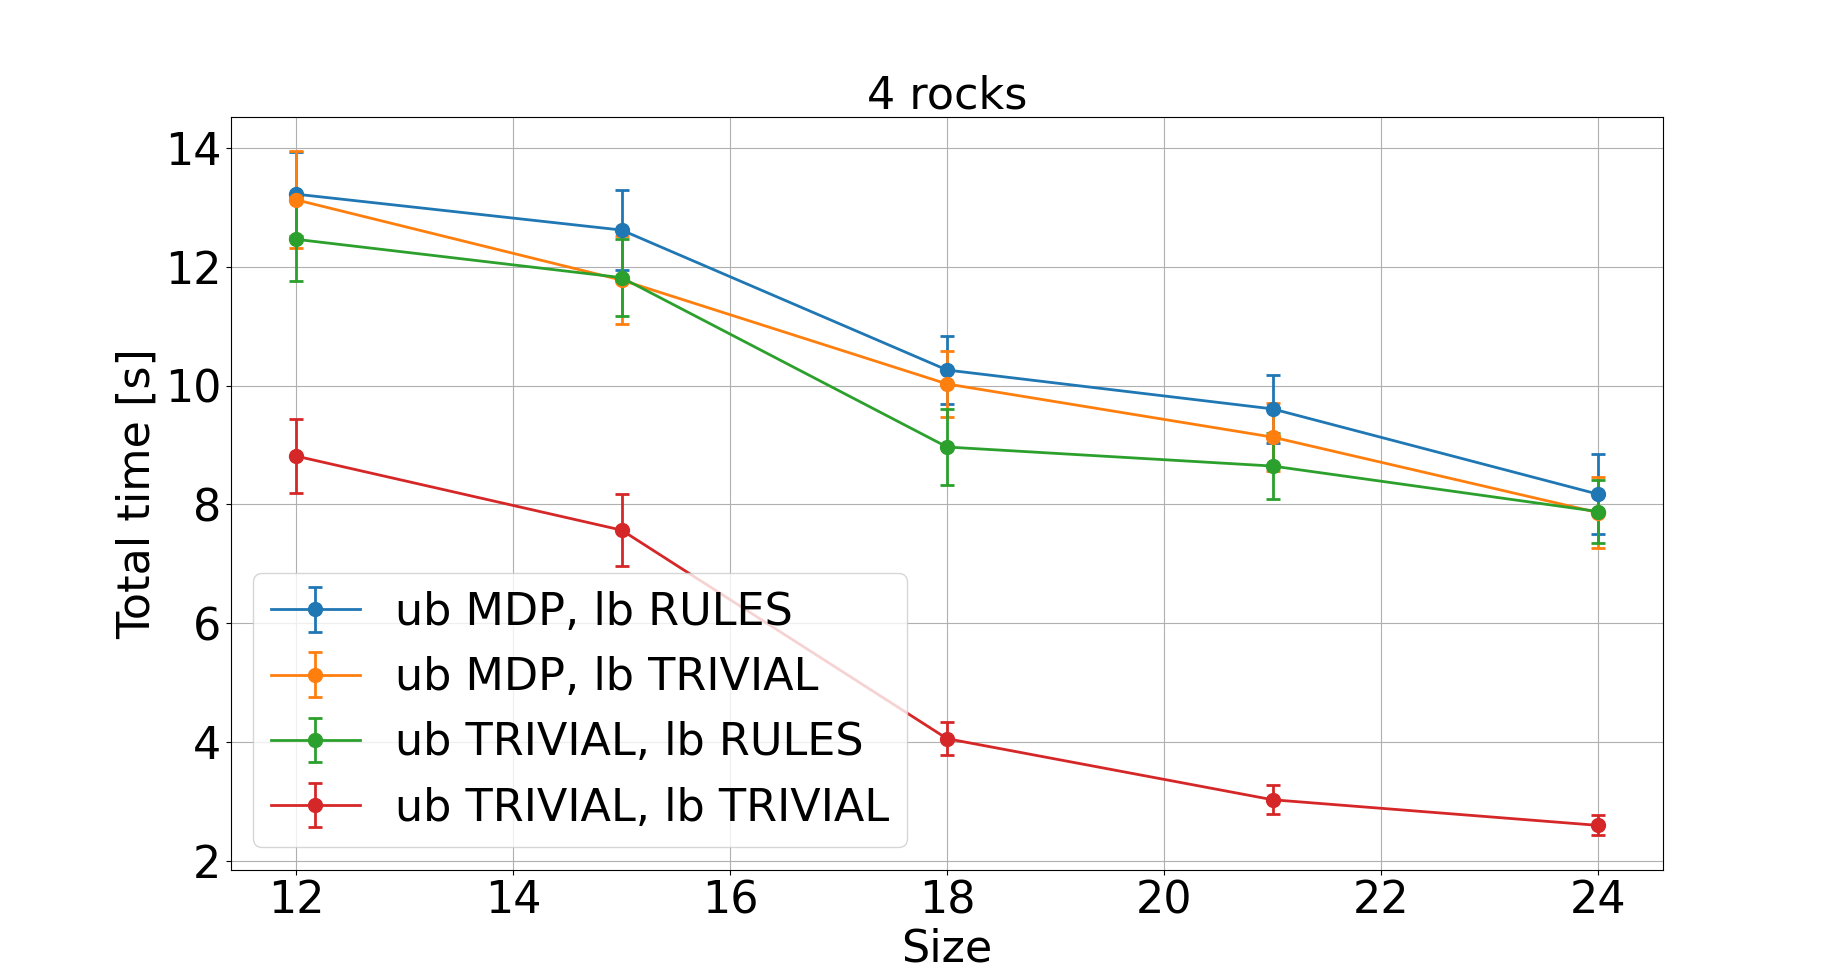 4 rocks
Total time [s]
14
12
10
8
6
4
2
ub MDP, lb RULES
ub MDP, lb TRIVIAL
ub TRIVIAL, lb RULES
ub TRIVIAL, lb TRIVIAL
12 14 16 18 20 22 24
Size